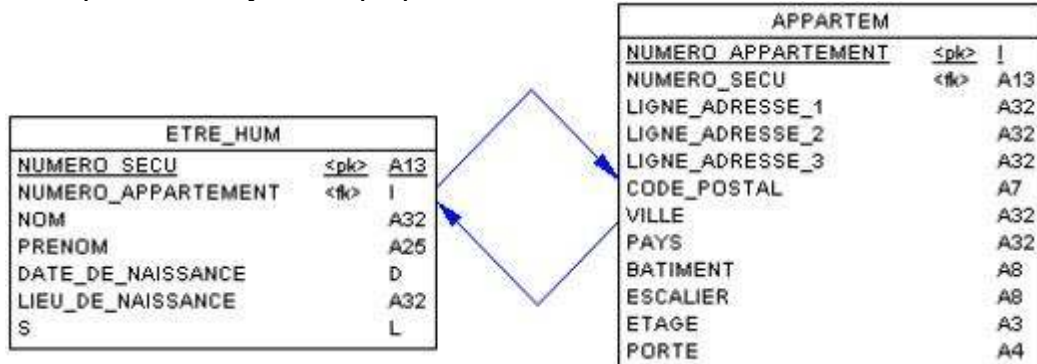 ETRE_HUM
NUMERO_SECU <pk> A13
NUMERO_APPARTEMENT <fk> I
NOM A32
PRENOM A25
DATE_DE_NAISSANCE D
LIEU_DE_NAISSANCE A32
S L
APPARTEM
NUMERO_APPARTEMENT <pk> I
NUMERO_SECU <fk> A13
LIGNE_ADRESSE_1 A32
LIGNE_ADRESSE_2 A32
LIGNE_ADRESSE_3 A32
CODE_POSTAL A7
VILLE A32
PAYS A32
BATIMENT A8
ESCALIER A8
ETAGE A3
PORTE A4